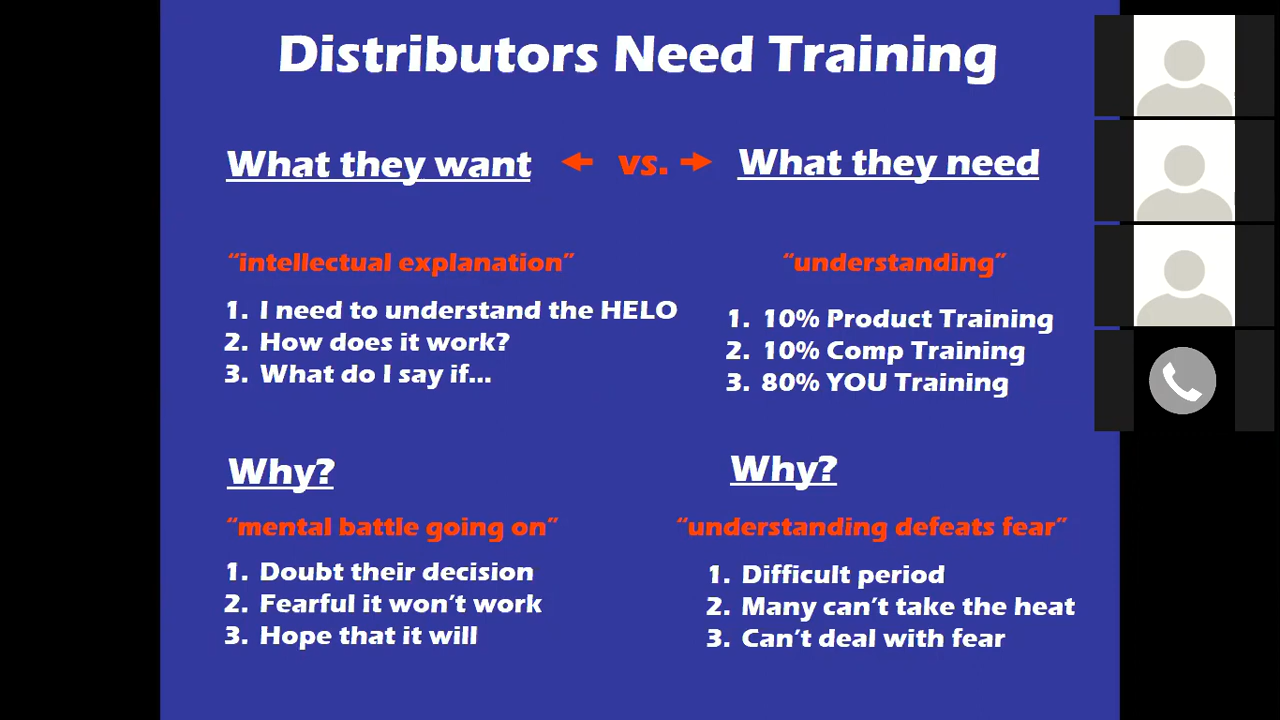 Distributors Need Training
What they want
vs.
What they need
“intellectual explanation”
1. I need to understand the HELO
2. How does it work?
3. What do I say if...
“understanding”
1. 10% Product Training
2. 10% Comp Training
3. 80% YOU Training
Why?
“mental battle going on”
1. Doubt their decision
2. Fearful it won’t work
3. Hope that it will
Why?
“understanding defeats fear”
1. Difficult period
2. Many can’t take the heat
3. Can’t deal with fear